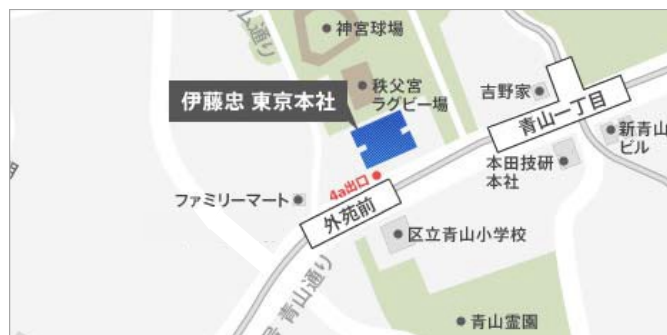 神宮球場
秩父宮
ラグビー場
伊藤忠 東京本社
吉野家
青山一丁目
新青山
ビル
本田技研
本社
4a出口
ファミリーマート
外苑前
区立青山小学校
号 青山通り
青山霊園
通り